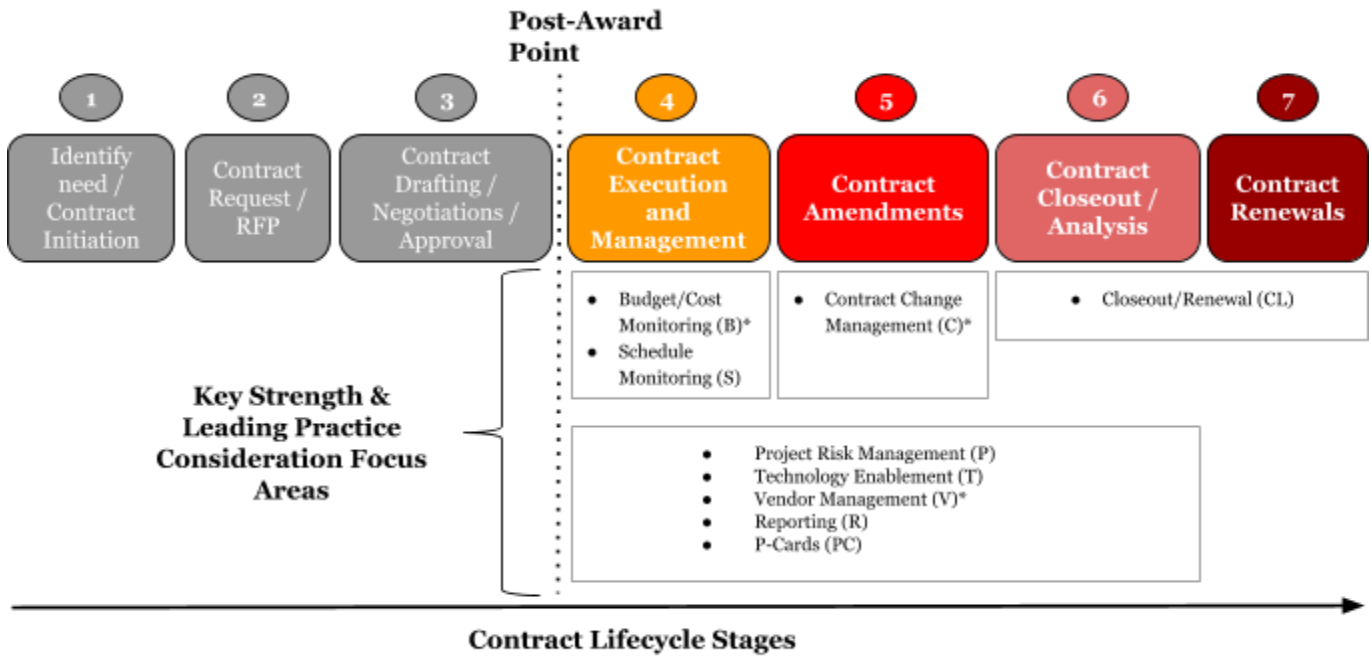 Post-Award
Point
1
2
3
4
5
6
7
Identify
need /
Contract
Initiation
Contract
Request /
RFP
Contract
Drafting /
Negotiations /
Approval
Contract
Execution
and
Management
Contract
Amendments
Contract
Closeout /
Analysis
Contract
Renewals
● Budget/Cost
Monitoring (B)*
● Schedule
Monitoring (S)
● Contract Change
Management (C)*
● Closeout/Renewal (CL)
Key Strength &
Leading Practice
Consideration Focus
Areas
● Project Risk Management (P)
● Technology Enablement (T)
● Vendor Management (V)*
● Reporting (R)
● P-Cards (PC)
Contract Lifecycle Stages